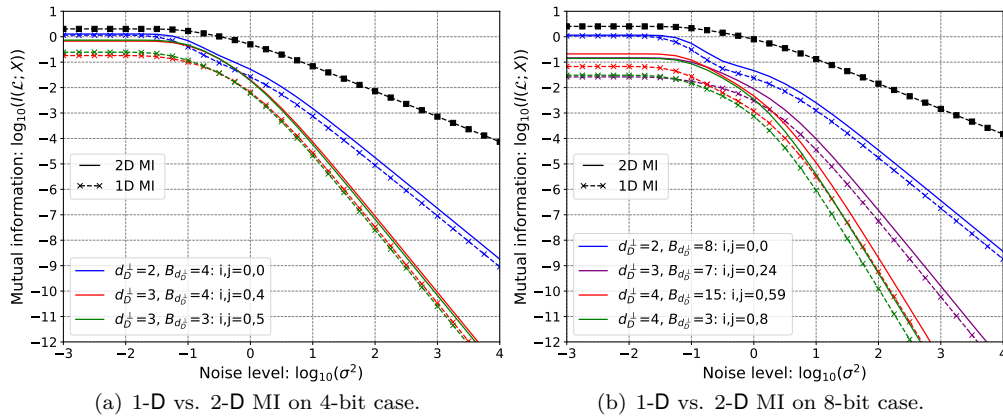 Mutual information: log₁₀(I(𝓛; X))
1
0
−1
−2
−3
−4
−5
−6
−7
−8
−9
−10
−11
−12
2D MI
1D MI
d_D^⊥=2, B_{d_D^⊥}=4: i,j=0,0
d_D^⊥=3, B_{d_D^⊥}=4: i,j=0,4
d_D^⊥=3, B_{d_D^⊥}=3: i,j=0,5
−3 −2 −1 0 1 2 3 4
Noise level: log₁₀(σ²)
(a) 1-D vs. 2-D MI on 4-bit case.
Mutual information: log₁₀(I(𝓛; X))
1
0
−1
−2
−3
−4
−5
−6
−7
−8
−9
−10
−11
−12
2D MI
1D MI
d_D^⊥=2, B_{d_D^⊥}=8: i,j=0,0
d_D^⊥=3, B_{d_D^⊥}=7: i,j=0,24
d_D^⊥=4, B_{d_D^⊥}=15: i,j=0,59
d_D^⊥=4, B_{d_D^⊥}=3: i,j=0,8
−3 −2 −1 0 1 2 3 4
Noise level: log₁₀(σ²)
(b) 1-D vs. 2-D MI on 8-bit case.